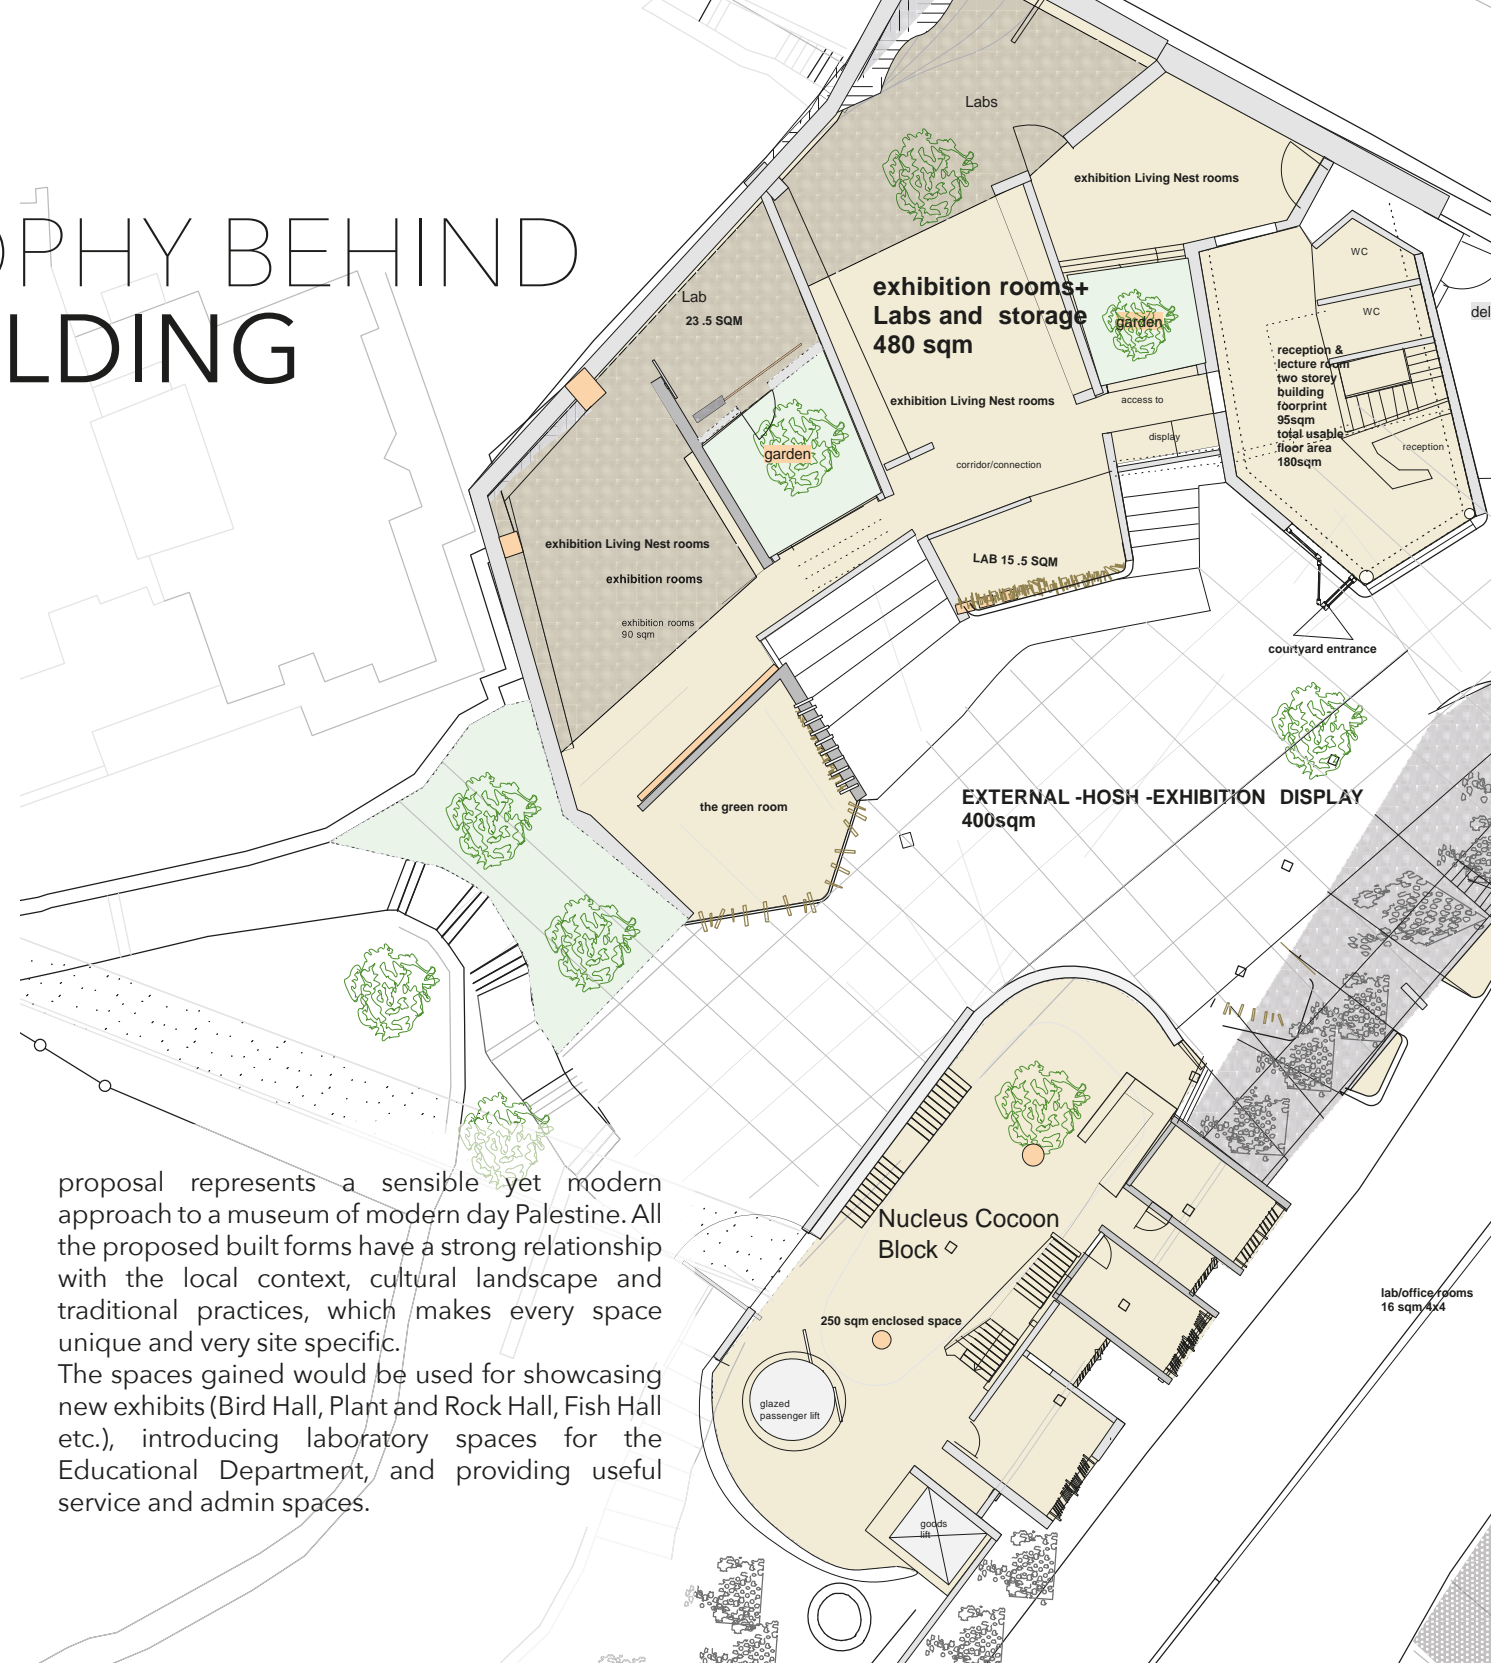 OPHY BEHIND
LDING
Labs
exhibition Living Nest rooms
WC
WC
exhibition rooms+
Labs and storage
480 sqm
Lab
23 .5 SQM
garden
del
reception &
lecture room
two storey
building
foorprint
95sqm
total usable
floor area
180sqm
exhibition Living Nest rooms
access to
display
reception
garden
corridor/connection
exhibition Living Nest rooms
exhibition rooms
LAB 15 .5 SQM
exhibition rooms
90 sqm
courtyard entrance
the green room
EXTERNAL -HOSH -EXHIBITION DISPLAY
400sqm
proposal represents a sensible yet modern
approach to a museum of modern day Palestine. All
the proposed built forms have a strong relationship
with the local context, cultural landscape and
traditional practices, which makes every space
unique and very site specific.
The spaces gained would be used for showcasing
new exhibits (Bird Hall, Plant and Rock Hall, Fish Hall
etc.), introducing laboratory spaces for the
Educational Department, and providing useful
service and admin spaces.
Nucleus Cocoon
Block
250 sqm enclosed space
lab/office rooms
16 sqm 4x4
glazed
passenger lift
goods
lift